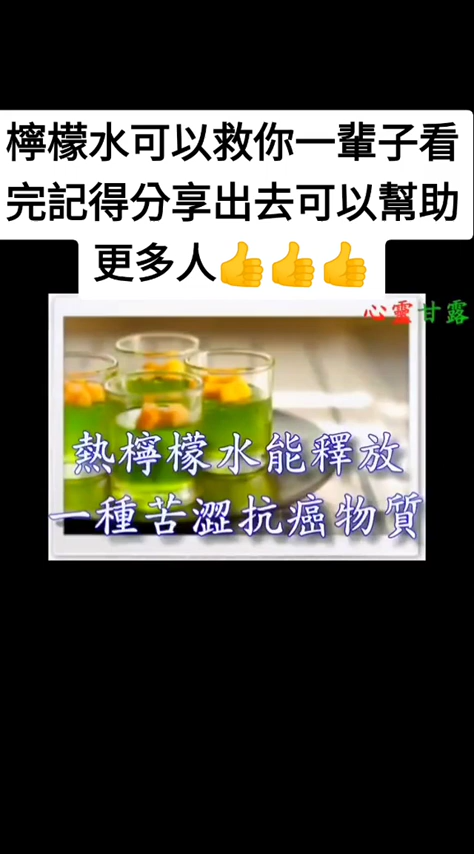 檸檬水可以救你一輩子看
完記得分享出去可以幫助
更多人👍👍👍
心靈甘露
熱檸檬水能釋放
一種苦澀抗癌物質